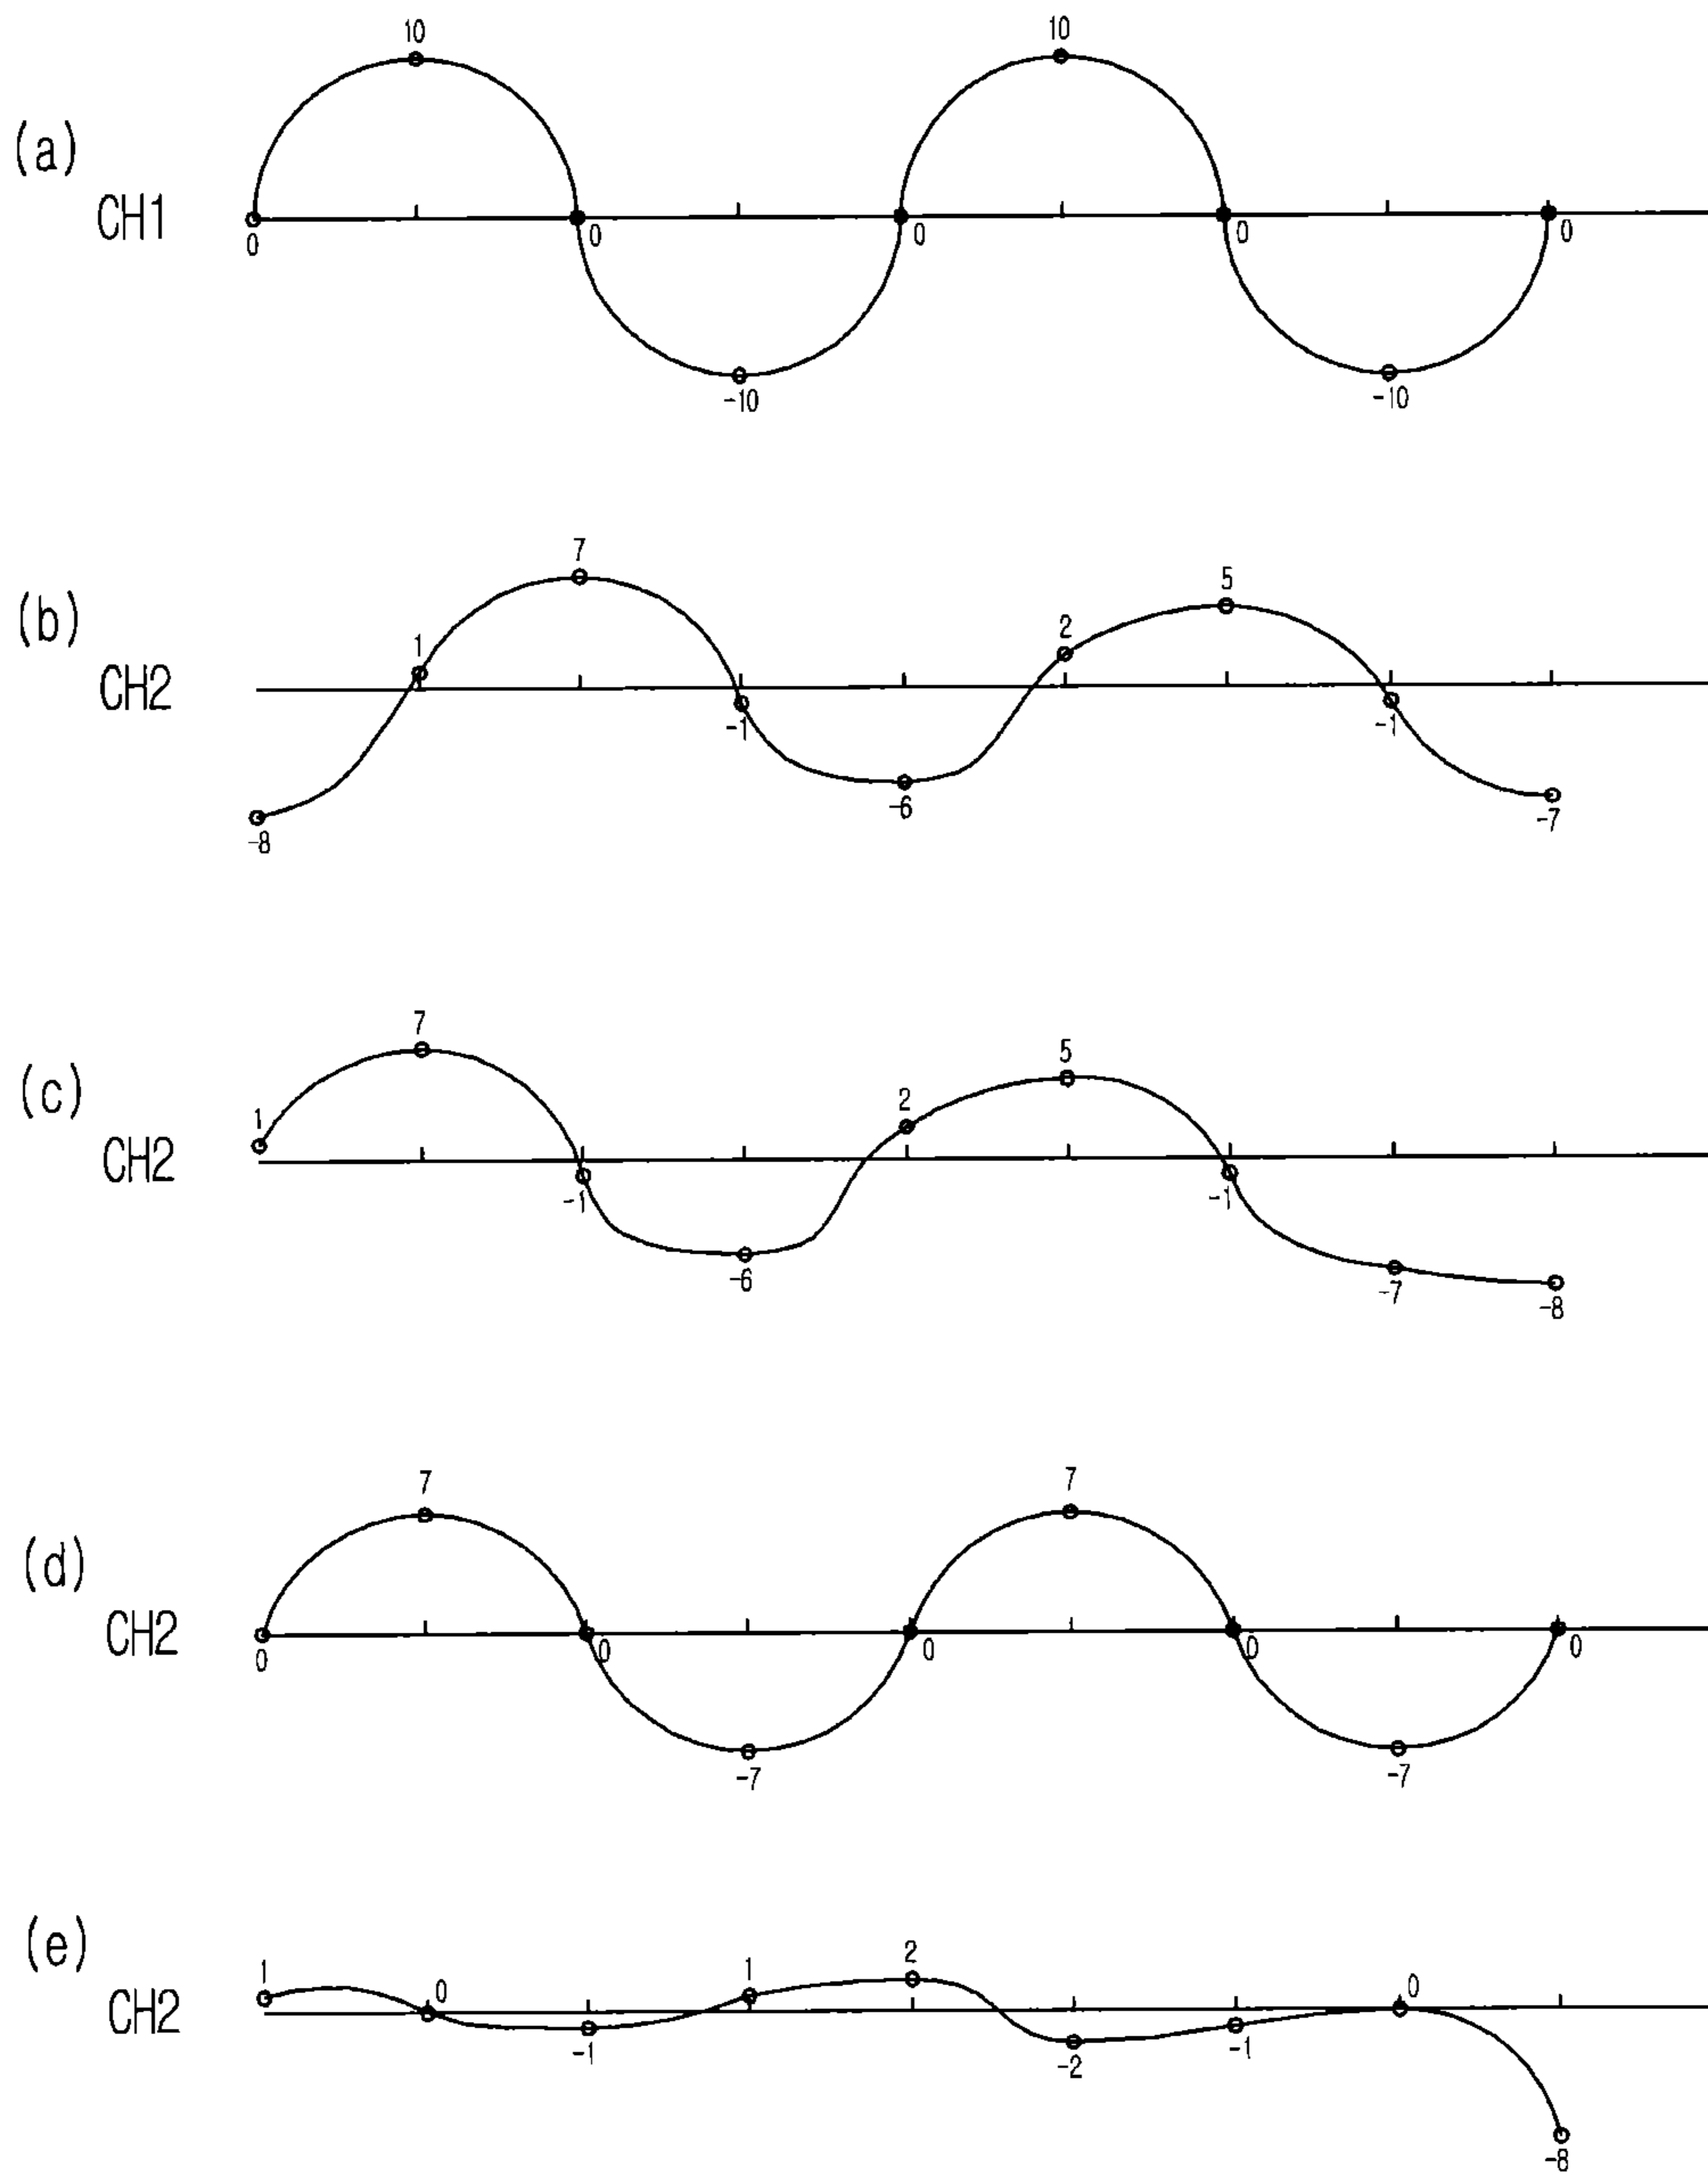 (a)
CH1
10 10
0 0 0 0 0
-10 -10
(b)
CH2
-8 1 7 -1 -6 2 5 -1 -7
(c)
CH2
1 7 -1 -6 2 5 -1 -7 -8
(d)
CH2
7 7
0 0 0 0 0
-7 -7
(e)
CH2
1 0 -1 1 2 -2 -1 0 -8